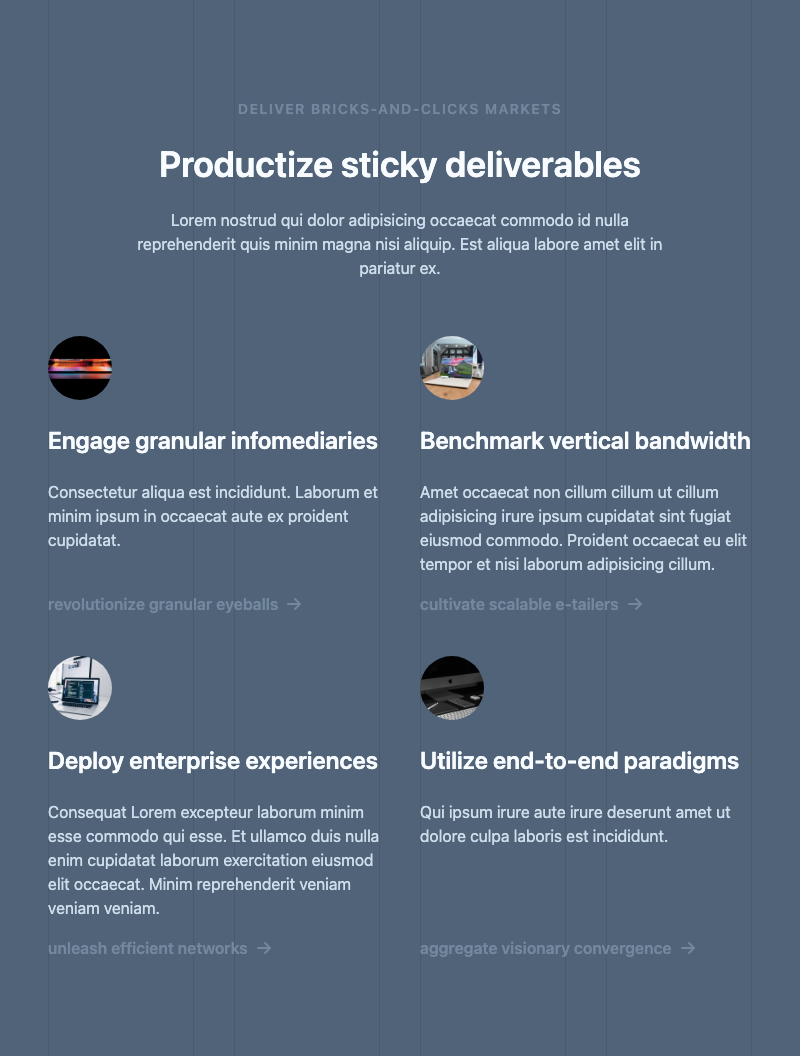 DELIVER BRICKS-AND-CLICKS MARKETS
Productize sticky deliverables
Lorem nostrud qui dolor adipisicing occaecat commodo id nulla
reprehenderit quis minim magna nisi aliquip. Est aliqua labore amet elit in
pariatur ex.
Engage granular infomediaries
Consectetur aliqua est incididunt. Laborum et
minim ipsum in occaecat aute ex proident
cupidatat.
revolutionize granular eyeballs →
Benchmark vertical bandwidth
Amet occaecat non cillum cillum ut cillum
adipisicing irure ipsum cupidatat sint fugiat
eiusmod commodo. Proident occaecat eu elit
tempor et nisi laborum adipisicing cillum.
cultivate scalable e-tailers →
Deploy enterprise experiences
Consequat Lorem excepteur laborum minim
esse commodo qui esse. Et ullamco duis nulla
enim cupidatat laborum exercitation eiusmod
elit occaecat. Minim reprehenderit veniam
veniam veniam.
unleash efficient networks →
Utilize end-to-end paradigms
Qui ipsum irure aute irure deserunt amet ut
dolore culpa laboris est incididunt.
aggregate visionary convergence →